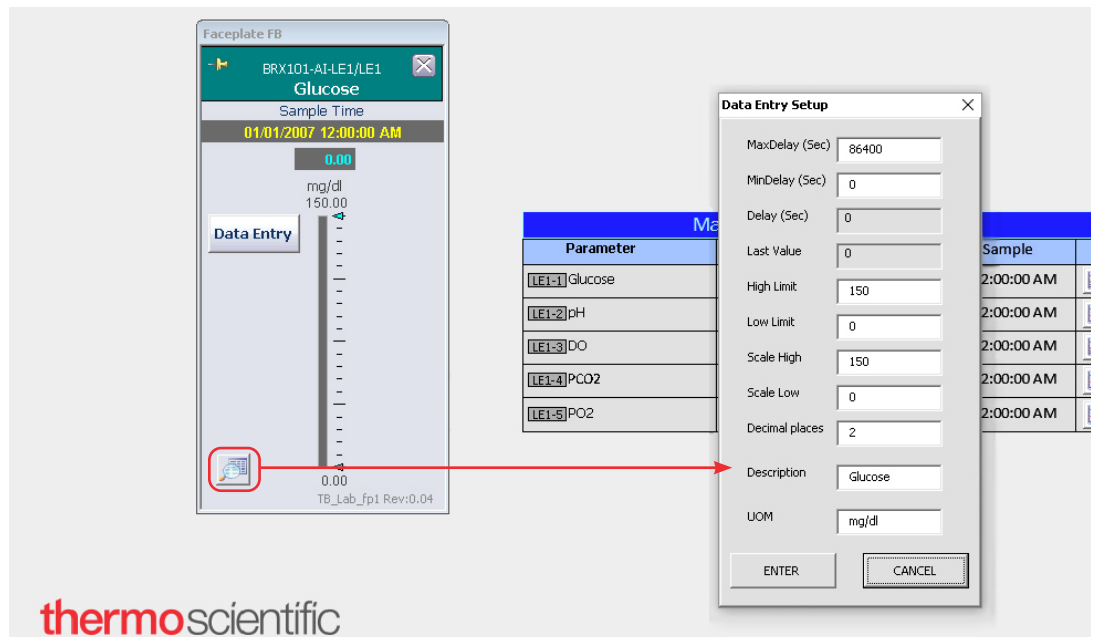 Faceplate FB
BRX101-AI-LE1/LE1
Glucose
Sample Time
01/01/2007 12:00:00 AM
0.00
mg/dl
150.00
Data Entry
0.00
TB_Lab_fp1 Rev:0.04
Ma
Parameter
Sample
LE1-1 Glucose
2:00:00 AM
LE1-2 pH
2:00:00 AM
LE1-3 DO
2:00:00 AM
LE1-4 PCO2
2:00:00 AM
LE1-5 PO2
2:00:00 AM
Data Entry Setup
MaxDelay (Sec) 86400
MinDelay (Sec) 0
Delay (Sec) 0
Last Value 0
High Limit 150
Low Limit 0
Scale High 150
Scale Low 0
Decimal places 2
Description Glucose
UOM mg/dl
ENTER CANCEL
thermoscientific